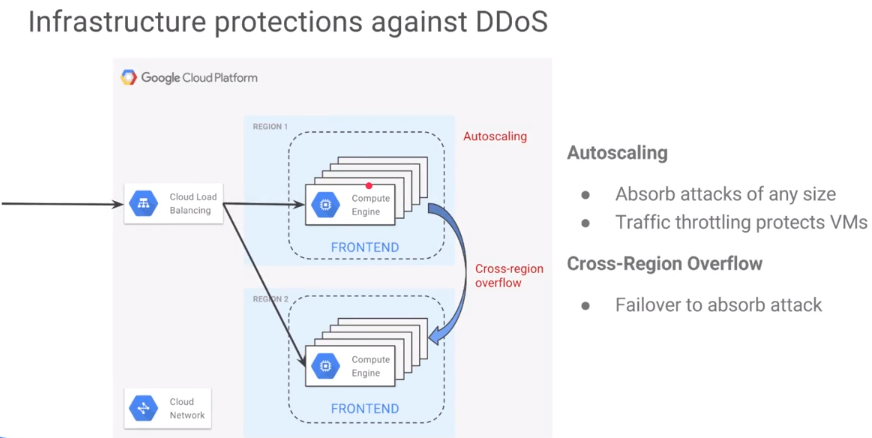 Infrastructure protections against DDoS
Google Cloud Platform
REGION 1
Autoscaling
Cloud Load
Balancing
Compute
Engine
FRONTEND
Cross-region
overflow
REGION 2
Compute
Engine
FRONTEND
Cloud
Network
Autoscaling
● Absorb attacks of any size
● Traffic throttling protects VMs
Cross-Region Overflow
● Failover to absorb attack